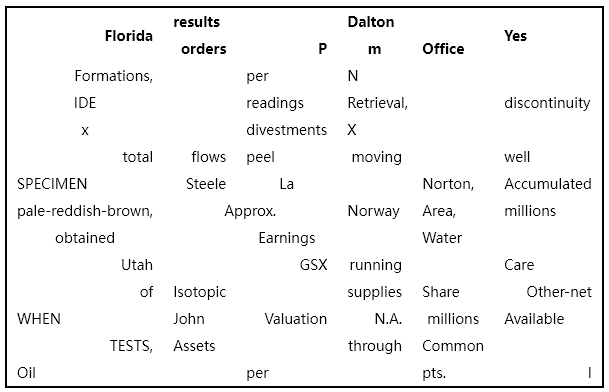 Florida results orders P Dalton m Office Yes
Formations, per N
IDE readings Retrieval, discontinuity
x divestments X
total flows peel moving well
SPECIMEN Steele La Norton, Accumulated
pale-reddish-brown, Approx. Norway Area, millions
obtained Earnings Water
Utah GSX running Care
of Isotopic supplies Share Other-net
WHEN John Valuation N.A. millions Available
TESTS, Assets through Common
Oil per pts. l